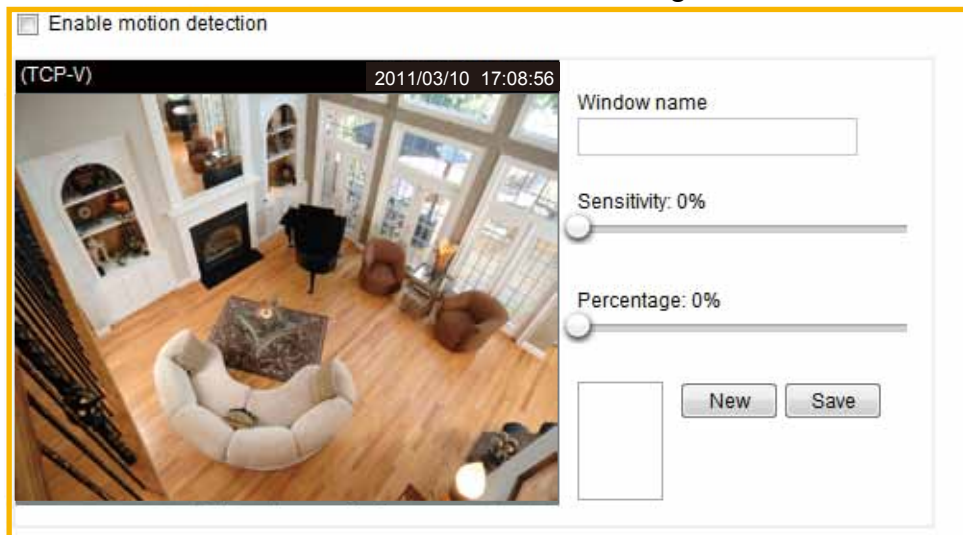 Enable motion detection
(TCP-V) 2011/03/10 17:08:56
Window name
Sensitivity: 0%
Percentage: 0%
New Save